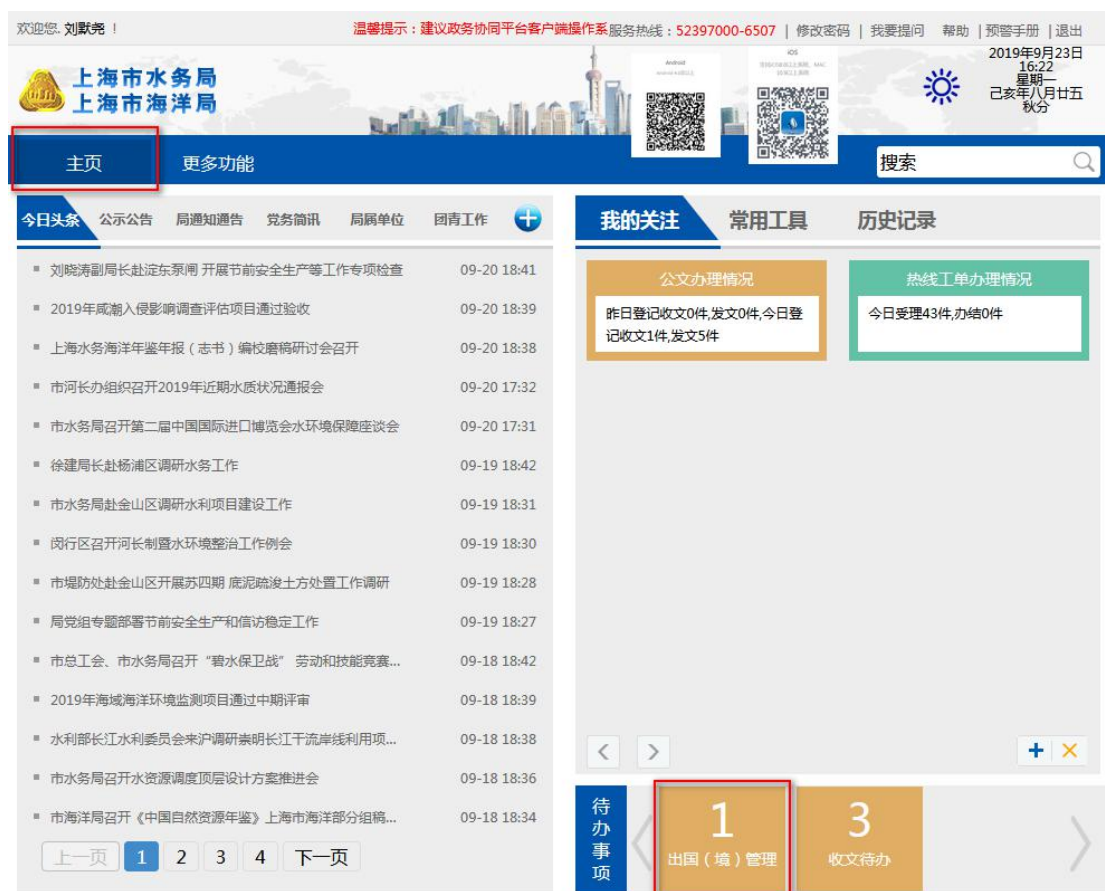 欢迎您. 刘默尧 ！
温馨提示：建议政务协同平台客户端操作系服务热线：52397000-6507 | 修改密码 | 我要提问 帮助 |预警手册 |退出
上海市水务局
上海市海洋局
Android
iOS
2019年9月23日
16:22
星期一
己亥年八月廿五
秋分
主页 更多功能 搜索
今日头条 公示公告 局通知通告 党务简讯 局属单位 团青工作
刘晓涛副局长赴淀东泵闸 开展节前安全生产等工作专项检查 09-20 18:41
2019年咸潮入侵影响调查评估项目通过验收 09-20 18:39
上海水务海洋年鉴年报（志书）编校磨稿研讨会召开 09-20 18:38
市河长办组织召开2019年近期水质状况通报会 09-20 17:32
市水务局召开第二届中国国际进口博览会水环境保障座谈会 09-20 17:31
徐建局长赴杨浦区调研水务工作 09-19 18:42
市水务局赴金山区调研水利项目建设工作 09-19 18:31
闵行区召开河长制暨水环境整治工作例会 09-19 18:30
市堤防处赴金山区开展苏四期 底泥疏浚土方处置工作调研 09-19 18:28
局党组专题部署节前安全生产和信访稳定工作 09-19 18:27
市总工会、市水务局召开“碧水保卫战” 劳动和技能竞赛... 09-18 18:42
2019年海域海洋环境监测项目通过中期评审 09-18 18:39
水利部长江水利委员会来沪调研崇明长江干流岸线利用项... 09-18 18:38
市水务局召开水资源调度顶层设计方案推进会 09-18 18:36
市海洋局召开《中国自然资源年鉴》上海市海洋部分组稿... 09-18 18:34
上一页 1 2 3 4 下一页
我的关注 常用工具 历史记录
公文办理情况
昨日登记收文0件,发文0件,今日登
记收文1件,发文5件
热线工单办理情况
今日受理43件,办结0件
待办事项
1
出国（境）管理
3
收文待办